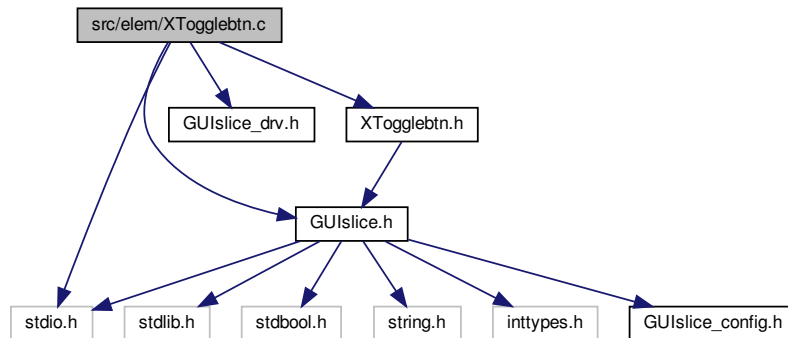 src/elem/XTogglebtn.c
GUIslice_drv.h
XTogglebtn.h
GUIslice.h
stdio.h
stdlib.h
stdbool.h
string.h
inttypes.h
GUIslice_config.h